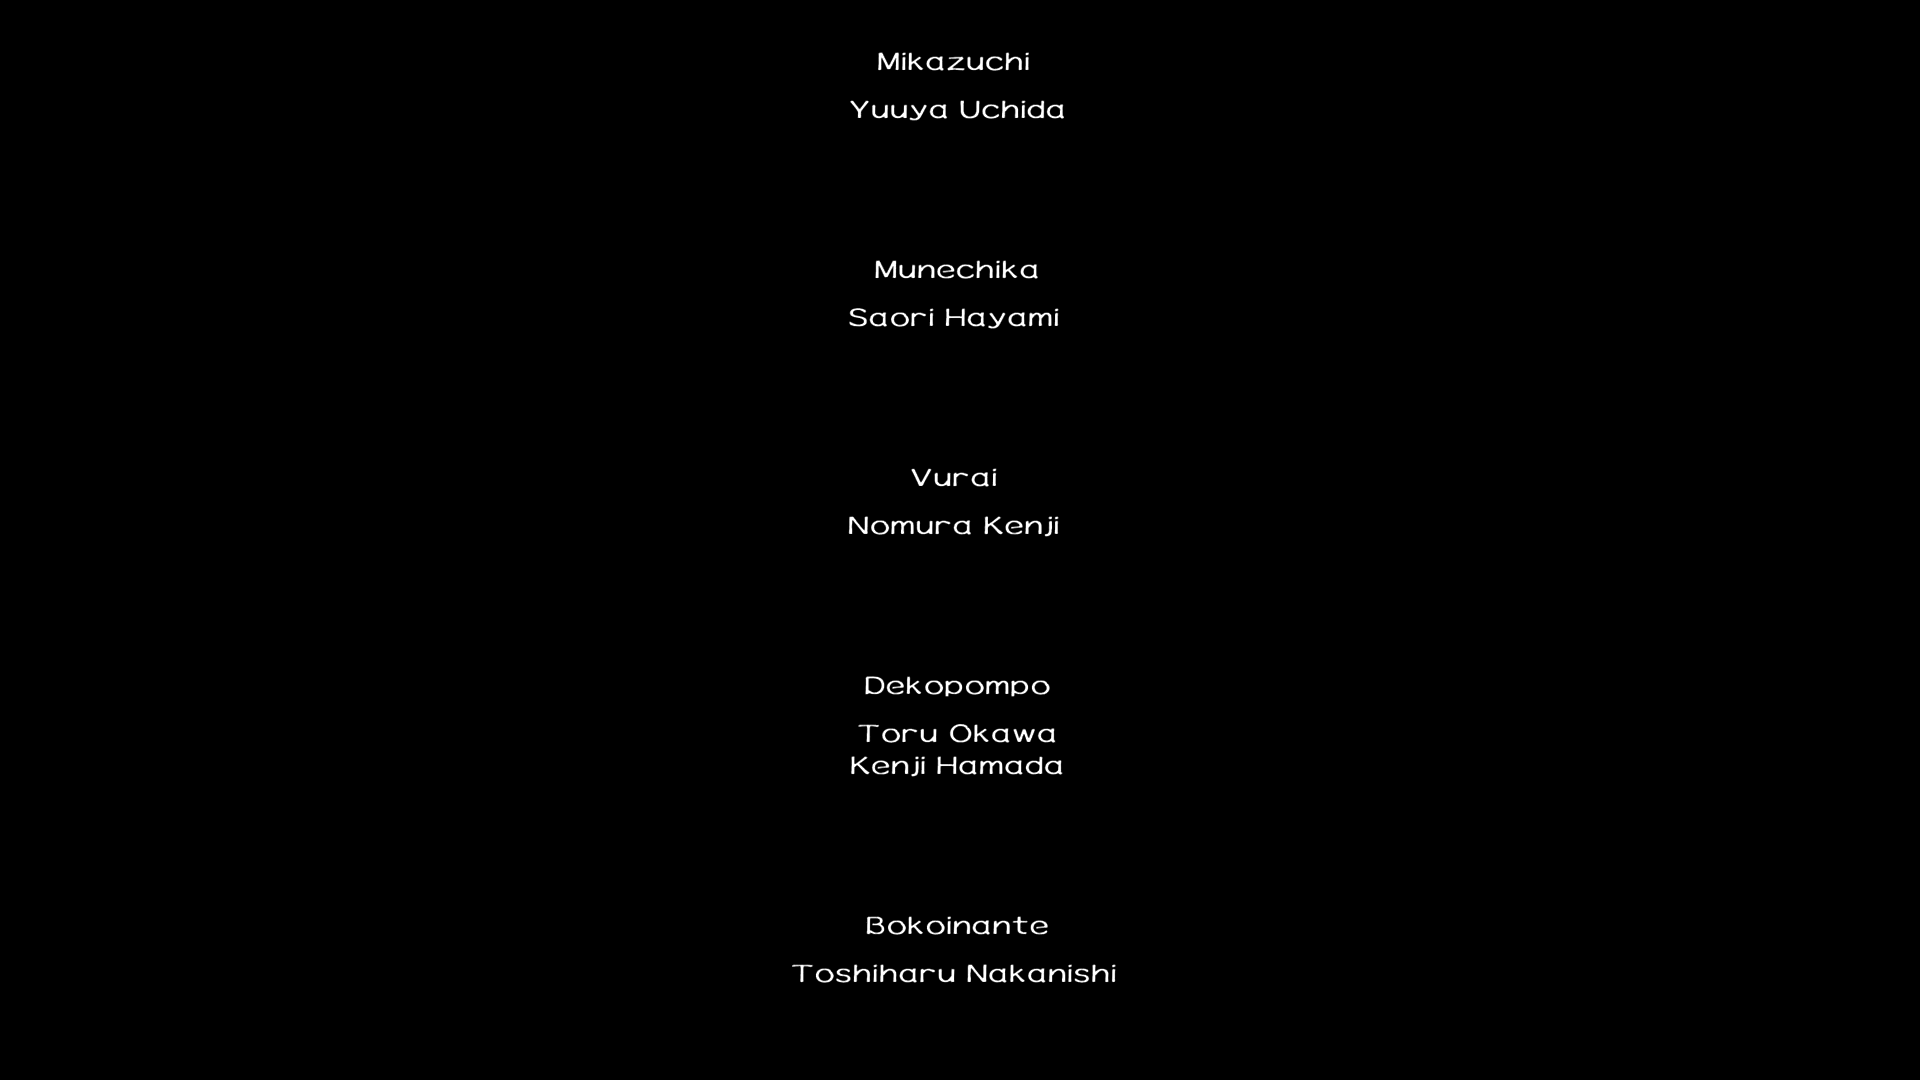 Mikazuchi
Yuuya Uchida
Munechika
Saori Hayami
Vurai
Nomura Kenji
Dekopompo
Toru Okawa
Kenji Hamada
Bokoinante
Toshiharu Nakanishi